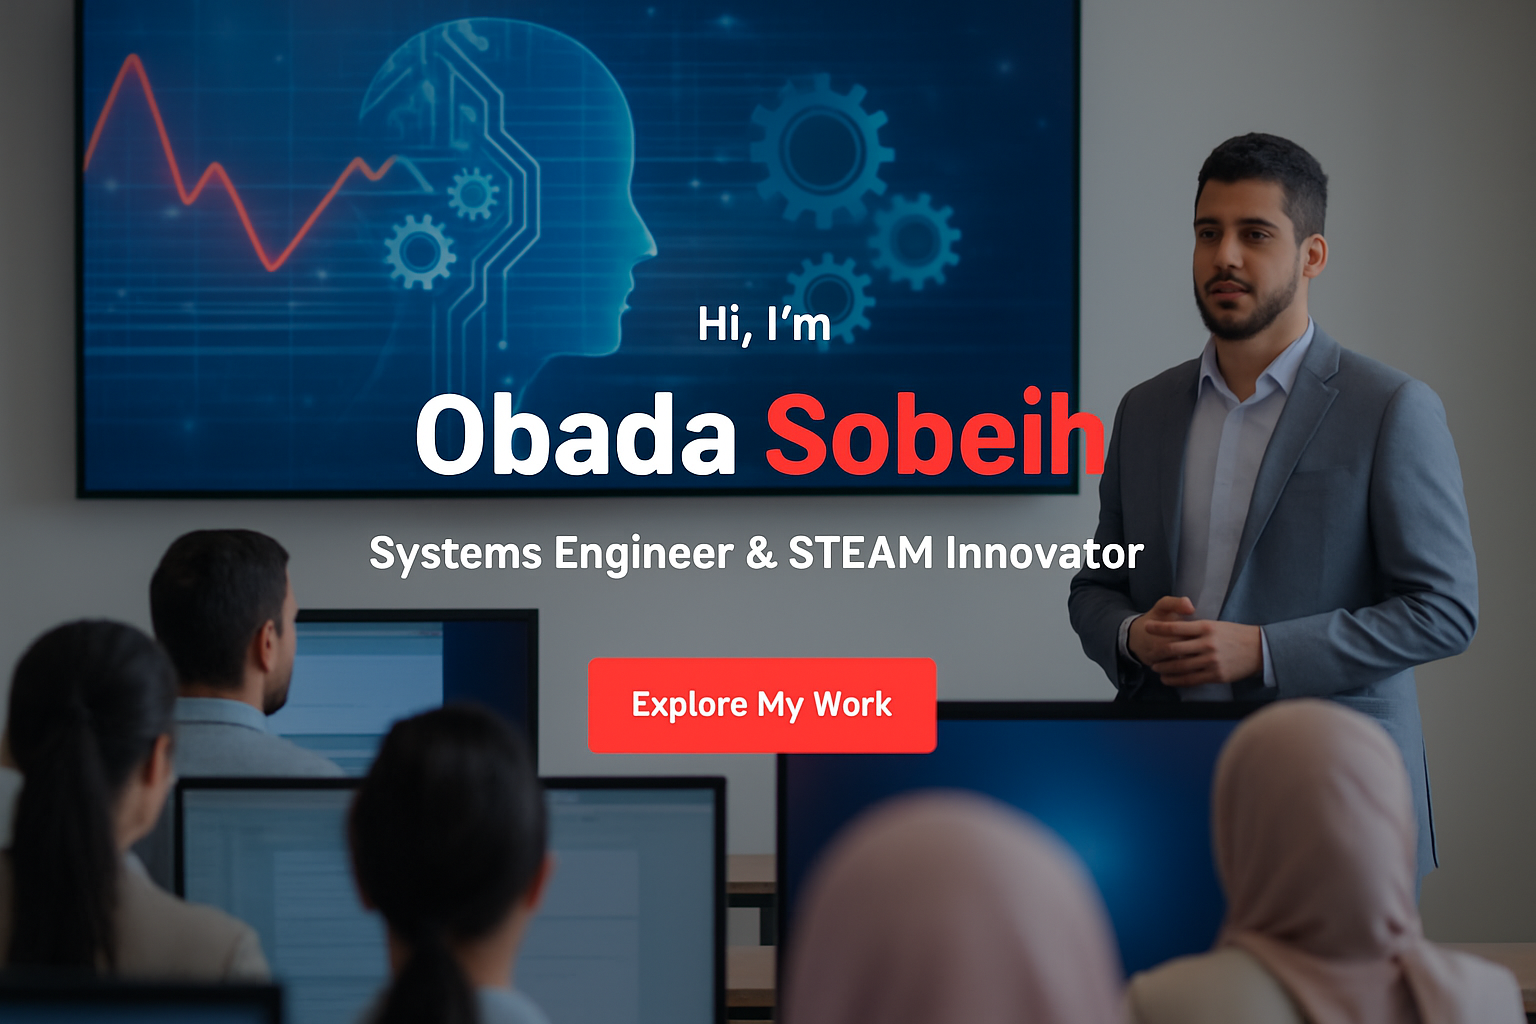 Hi, I’m
Obada Sobeih
Systems Engineer & STEAM Innovator
Explore My Work